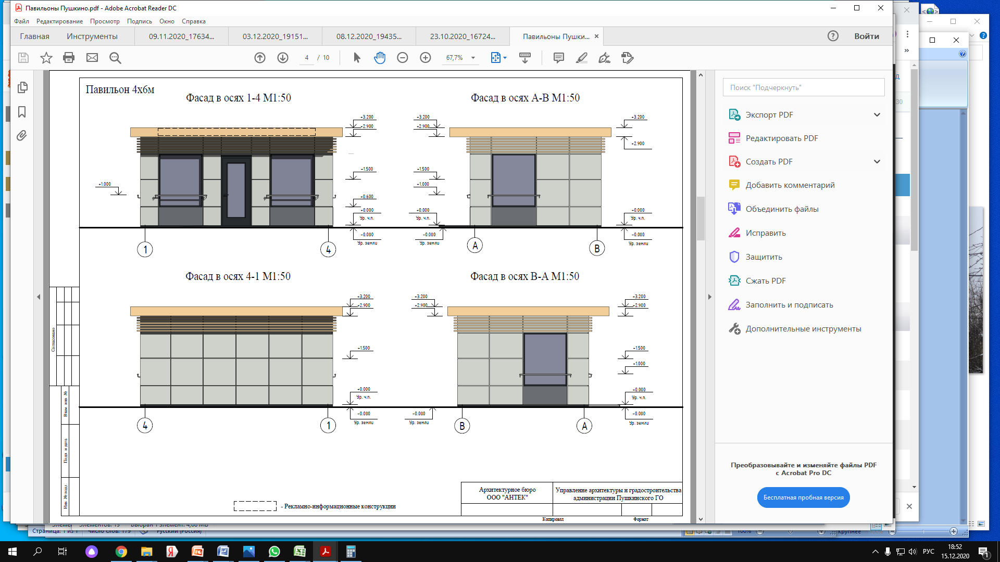 Павильоны Пушкино.pdf - Adobe Acrobat Reader DC
Файл Редактирование Просмотр Подпись Окно Справка
Главная Инструменты 09.11.2020_17634... 03.12.2020_19151... 08.12.2020_19435... 23.10.2020_16724... Павильоны Пушки... Войти
4 / 10 67,7%
Павильон 4х6м
Фасад в осях 1-4 М1:50
+3.200
+2.900
+1.500
+1.000
+0.600
+0.000
Ур. ч.п.
-0.080
Ур. земли
1 4
Фасад в осях А-В М1:50
+3.200 +3.200
+2.900 +2.900
+1.500
+1.000
+0.000 +0.000
Ур. ч.п. Ур. ч.п.
-0.080 -0.080
Ур. земли Ур. земли
А В
Фасад в осях 4-1 М1:50
+3.200
+2.900
+1.500
+0.000
Ур. ч.п.
-0.080
Ур. земли
4 1
Фасад в осях В-А М1:50
+3.200 +3.200
+2.900 +2.900
+1.500
+1.000
+0.000
Ур. ч.п.
-0.080 -0.080
Ур. земли Ур. земли
В А
Согласовано
Взам. инв. №
Подп. и дата
Инв. № подл.
- Рекламно-информационные конструкции
Архитектурное бюро
ООО "АНТЕК"
Управление архитектуры и градостроительства
администрации Пушкинского ГО
Копировал Формат
Поиск "Подчеркнуть"
Экспорт PDF
Редактировать PDF
Создать PDF
Добавить комментарий
Объединить файлы
Исправить
Защитить
Сжать PDF
Заполнить и подписать
Дополнительные инструменты
Преобразовывайте и изменяйте файлы PDF
с Acrobat Pro DC
Бесплатная пробная версия
30
Страница: 1 из 1 Число слов: 179 Русский (Россия) 100% Крупнее 100%
РУС
18:52
15.12.2020
1